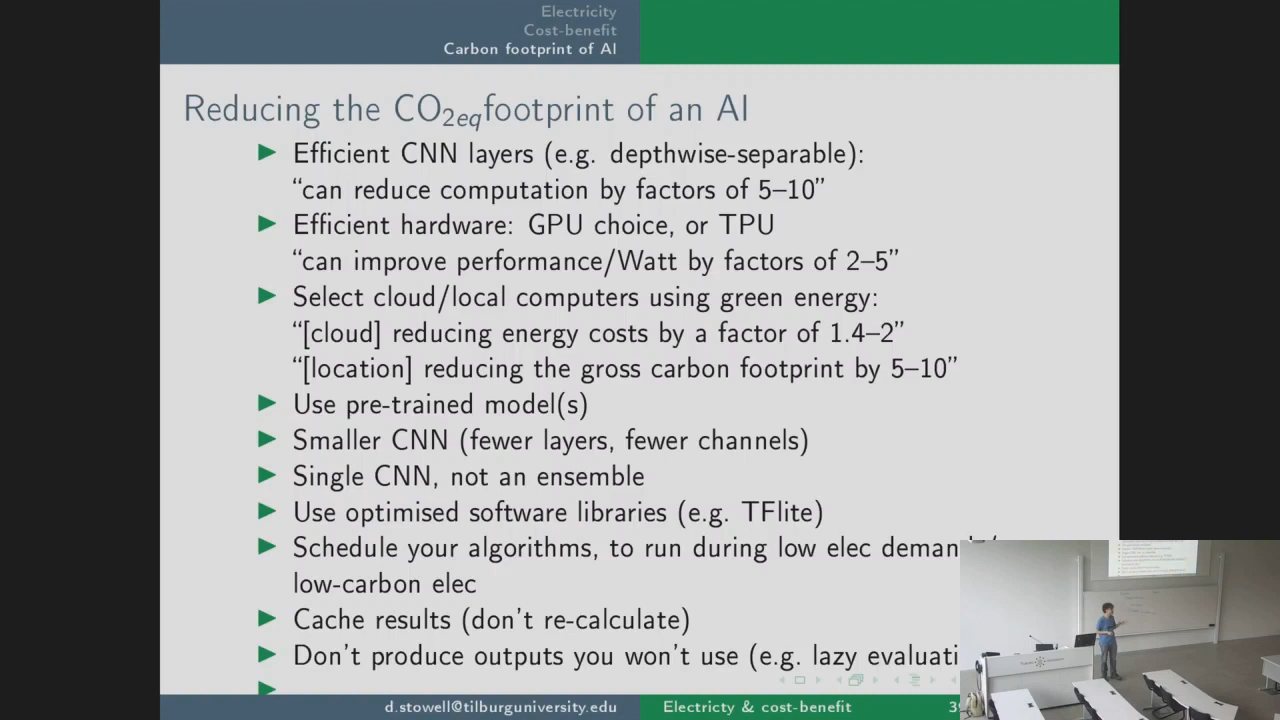 Electricity
Cost-benefit
Carbon footprint of AI
Reducing the CO2eq footprint of an AI
Efficient CNN layers (e.g. depthwise-separable):
“can reduce computation by factors of 5–10”
Efficient hardware: GPU choice, or TPU
“can improve performance/Watt by factors of 2–5”
Select cloud/local computers using green energy:
“[cloud] reducing energy costs by a factor of 1.4–2”
“[location] reducing the gross carbon footprint by 5–10”
Use pre-trained model(s)
Smaller CNN (fewer layers, fewer channels)
Single CNN, not an ensemble
Use optimised software libraries (e.g. TFlite)
Schedule your algorithms, to run during low elec
low-carbon elec
Cache results (don’t re-calculate)
Don’t produce outputs you won’t use (e.g. lazy
d.stowell@tilburguniversity.edu Electricty & cost-benefit